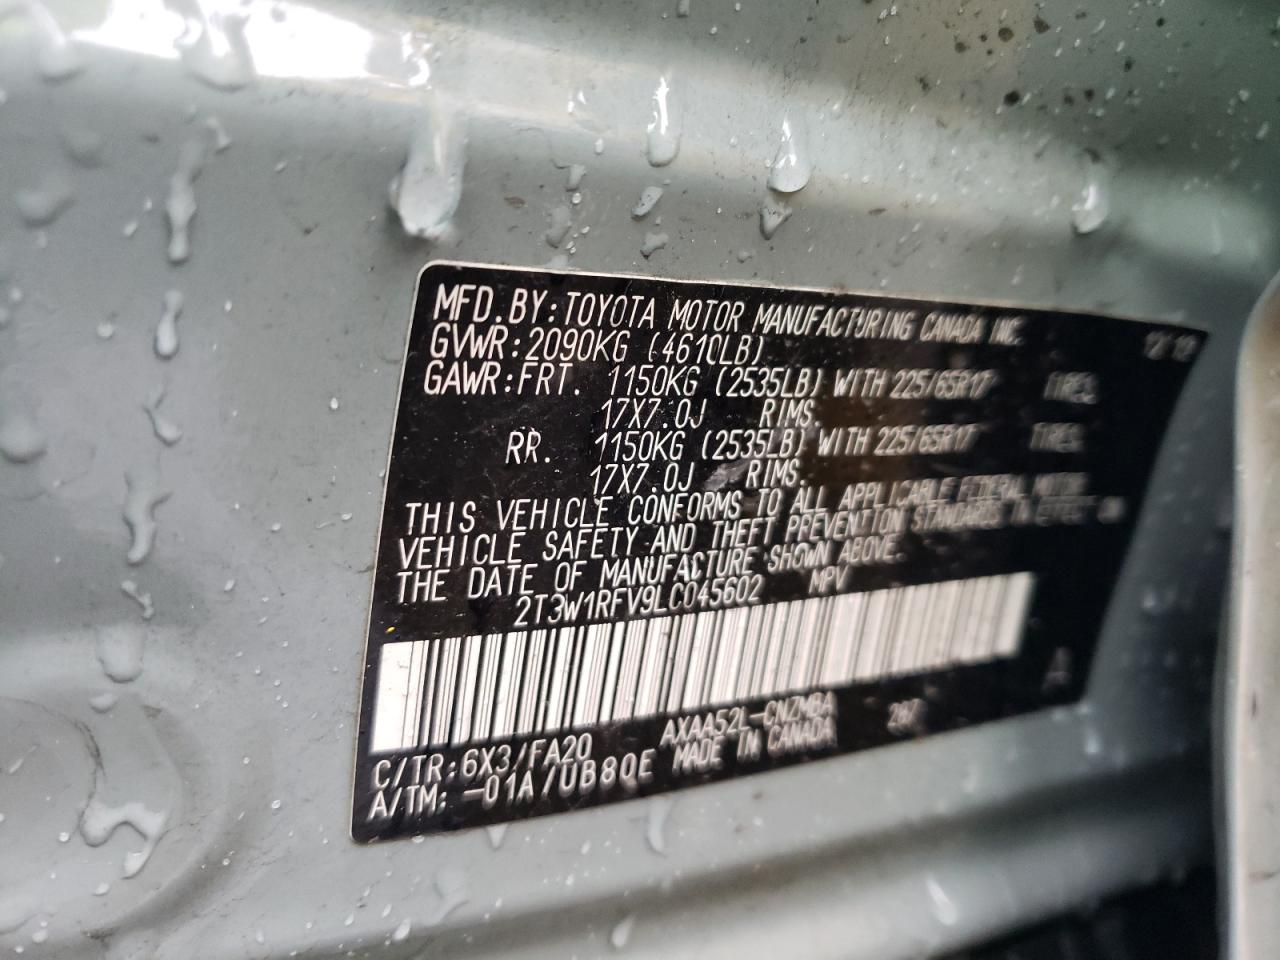 MFD. BY: TOYOTA MOTOR MANUFACTURING CANADA INC. 12/19
GVWR: 2090KG (4610LB)
GAWR: FRT. 1150KG (2535LB) WITH 225/65R17 TIRES,
17X7.0J RIMS.
RR. 1150KG (2535LB) WITH 225/65R17 TIRES,
17X7.0J RIMS.
THIS VEHICLE CONFORMS TO ALL APPLICABLE FEDERAL MOTOR
VEHICLE SAFETY AND THEFT PREVENTION STANDARDS IN EFFECT ON
THE DATE OF MANUFACTURE SHOWN ABOVE.
2T3W1RFV9LC045602 MPV
C/TR: 6X3/FA20 AXAA52L-CNZMBA 287
A/TM: -01A/UB80E MADE IN CANADA A